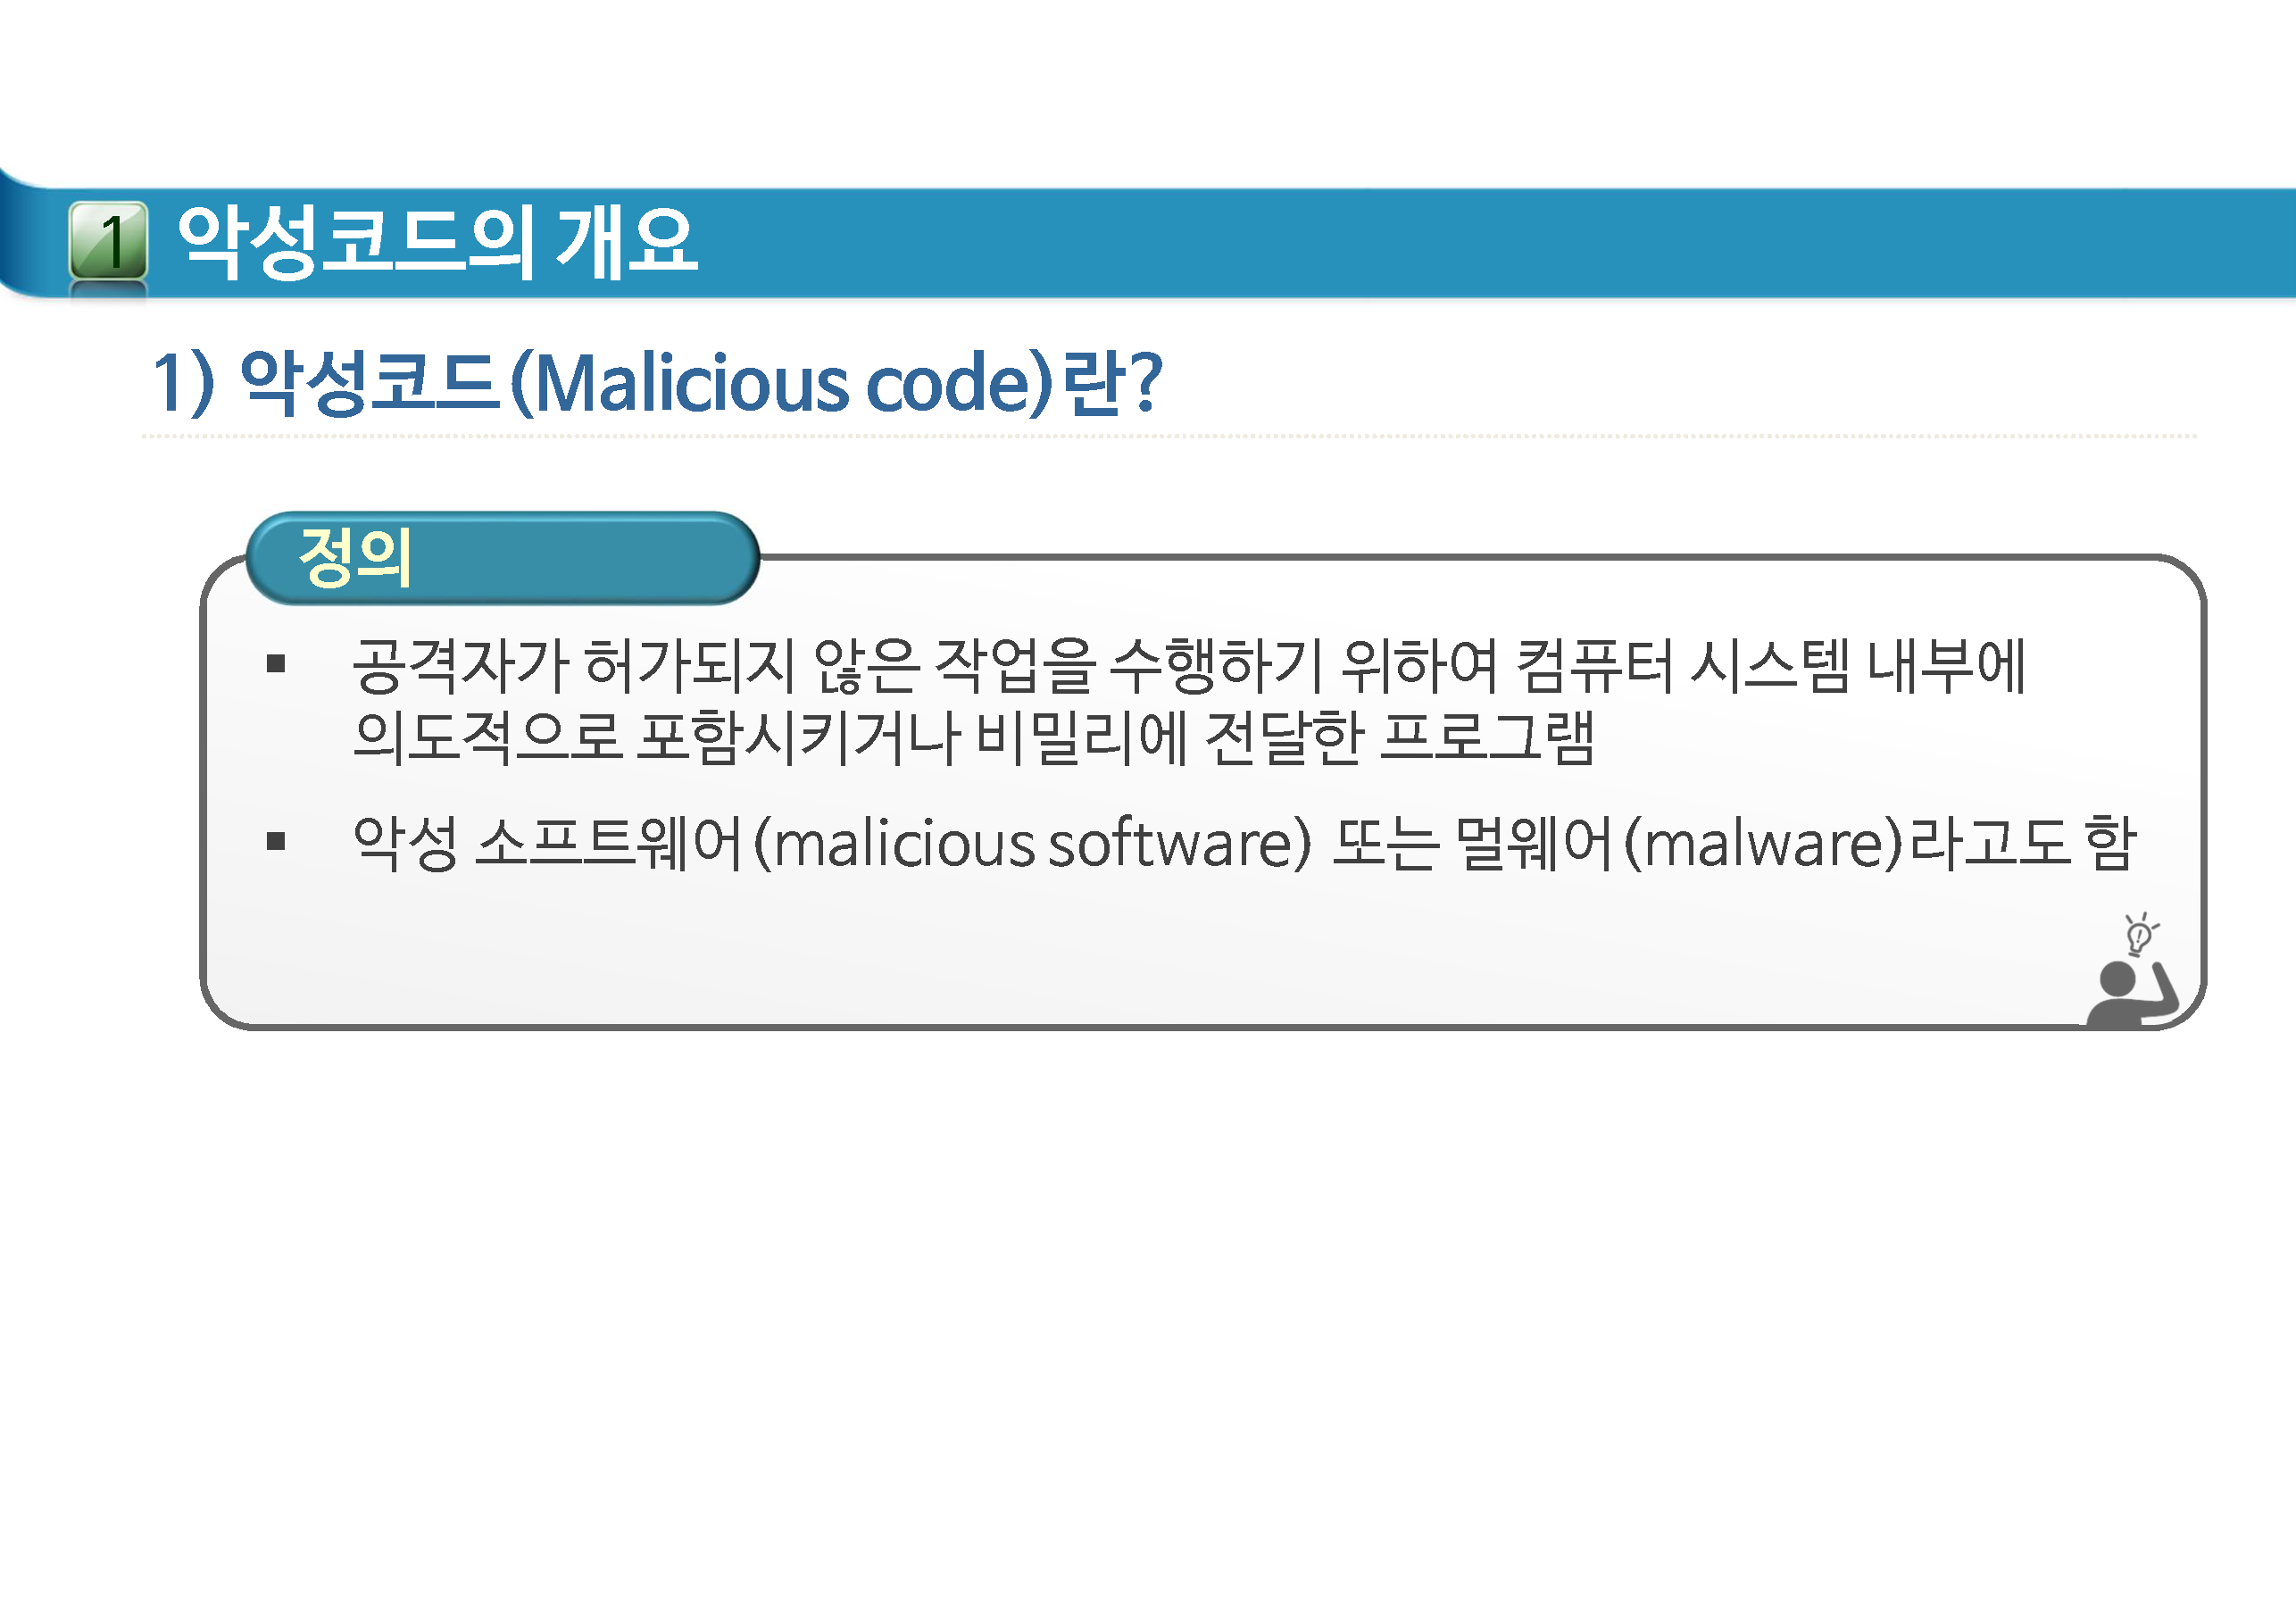 1 악성코드의 개요
1) 악성코드(Malicious code)란?
정의
▪ 공격자가 허가되지 않은 작업을 수행하기 위하여 컴퓨터 시스템 내부에
의도적으로 포함시키거나 비밀리에 전달한 프로그램
▪ 악성 소프트웨어(malicious software) 또는 멀웨어(malware)라고도 함